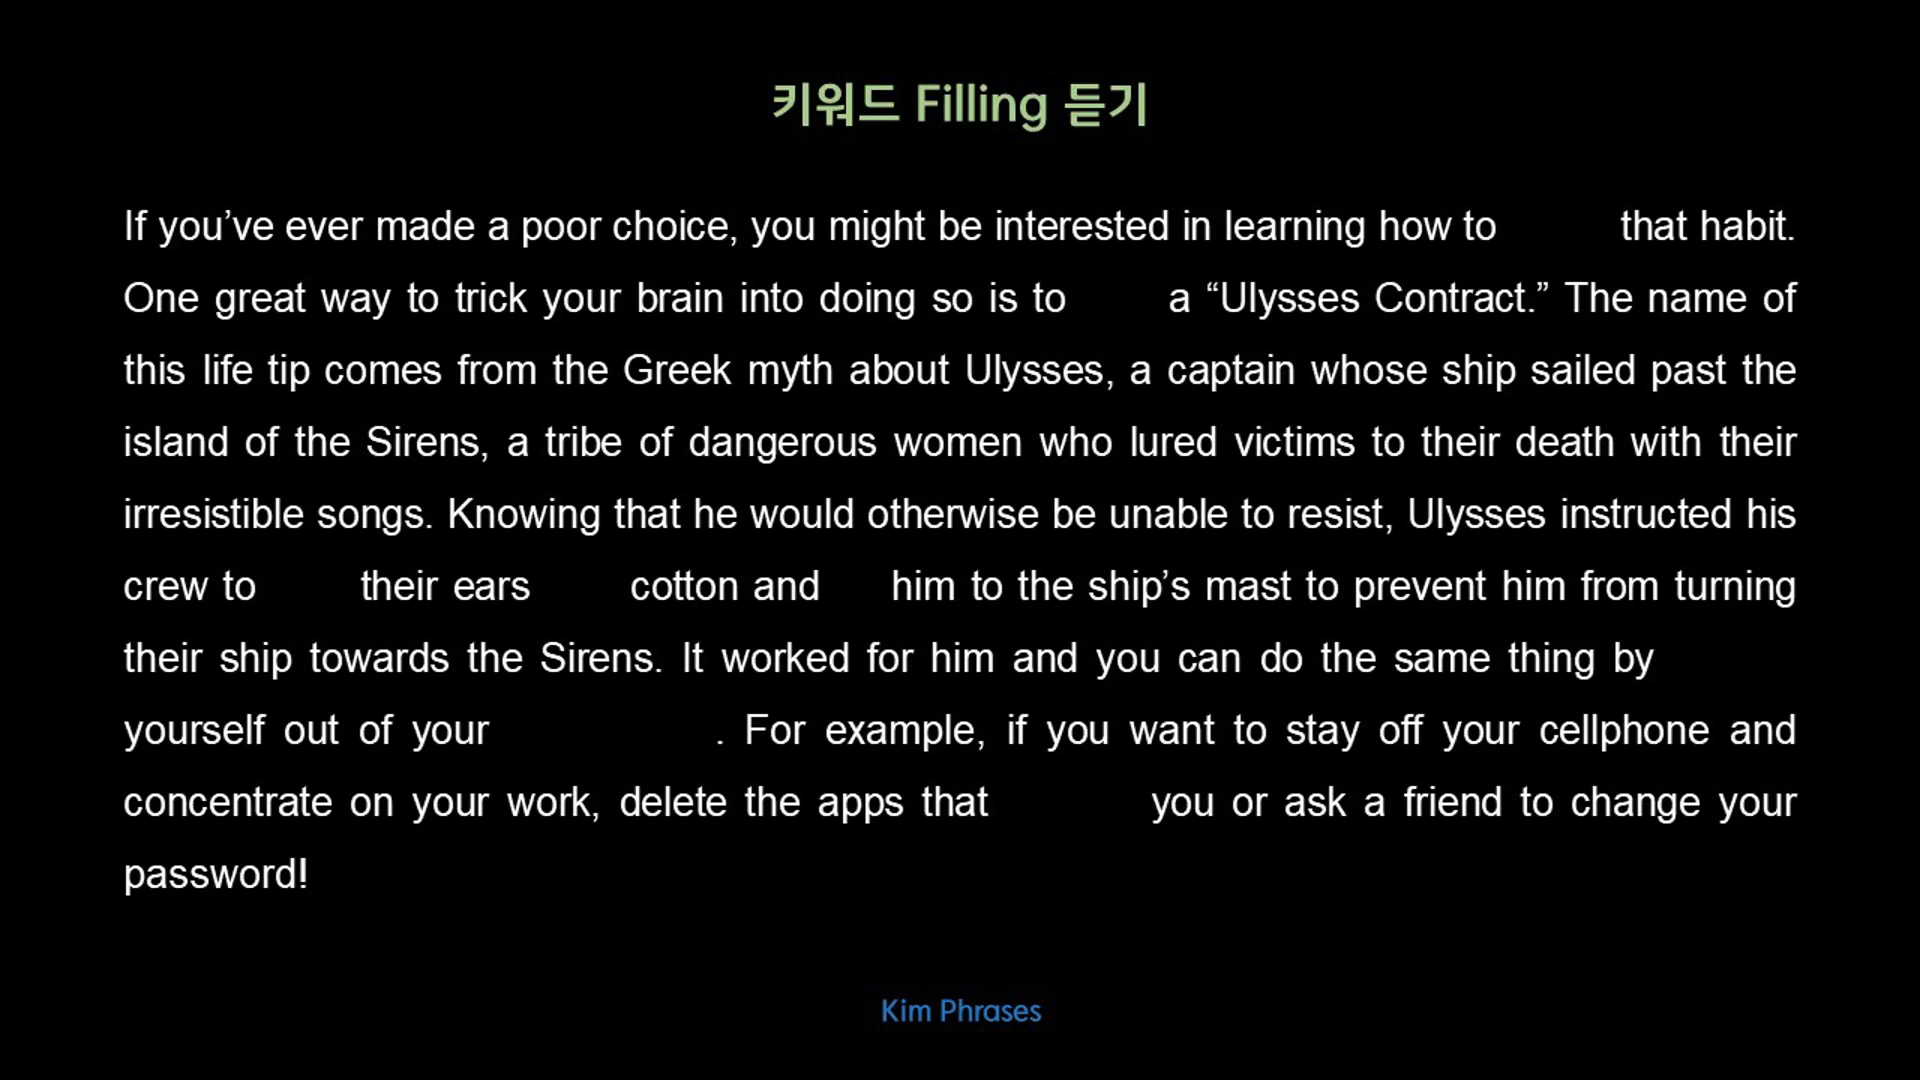 키워드 Filling 듣기
If you’ve ever made a poor choice, you might be interested in learning how to that habit.
One great way to trick your brain into doing so is to a “Ulysses Contract.” The name of
this life tip comes from the Greek myth about Ulysses, a captain whose ship sailed past the
island of the Sirens, a tribe of dangerous women who lured victims to their death with their
irresistible songs. Knowing that he would otherwise be unable to resist, Ulysses instructed his
crew to their ears cotton and him to the ship’s mast to prevent him from turning
their ship towards the Sirens. It worked for him and you can do the same thing by
yourself out of your . For example, if you want to stay off your cellphone and
concentrate on your work, delete the apps that you or ask a friend to change your
password!
Kim Phrases